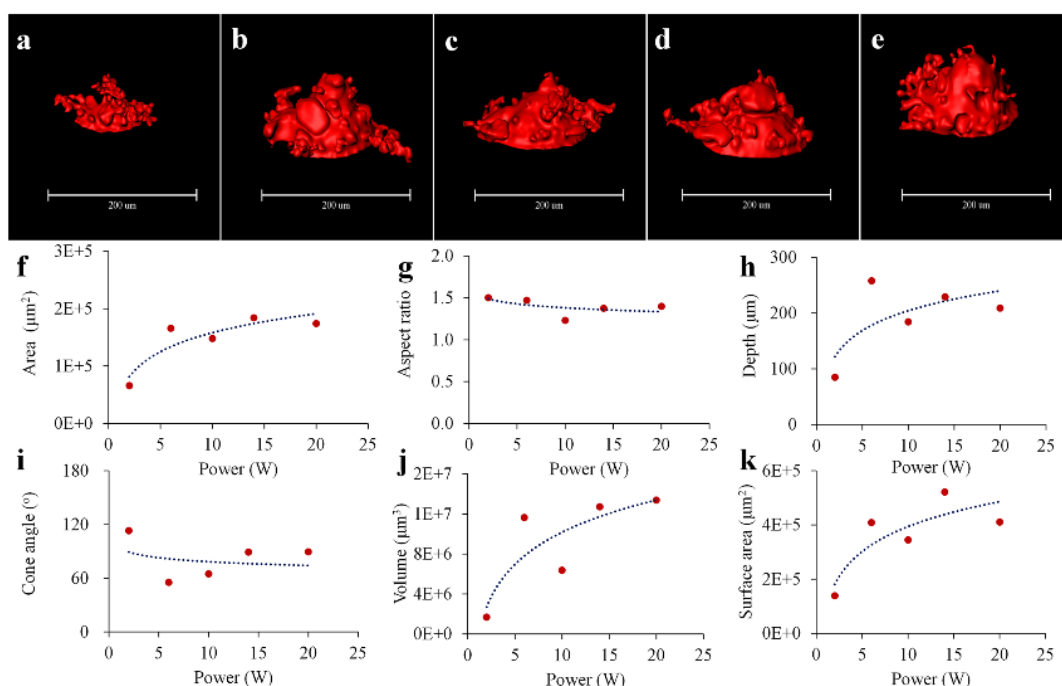 a b c d e
200 um 200 um 200 um 200 um 200 um
f
3E+5
2E+5
1E+5
0E+0
Area (µm²)
0 5 10 15 20 25
Power (W)
g
2.0
1.5
1.0
0.5
0.0
Aspect ratio (
0 5 10 15 20 25
Power (W)
h
300
200
100
0
Depth (µm)
0 5 10 15 20 25
Power (W)
i
180
120
60
0
Cone angle (°)
0 5 10 15 20 25
Power (W)
j
2E+7
1E+7
8E+6
4E+6
0E+0
Volume (µm³)
0 5 10 15 20 25
Power (W)
k
6E+5
4E+5
2E+5
0E+0
Surface area (µm²)
0 5 10 15 20 25
Power (W)